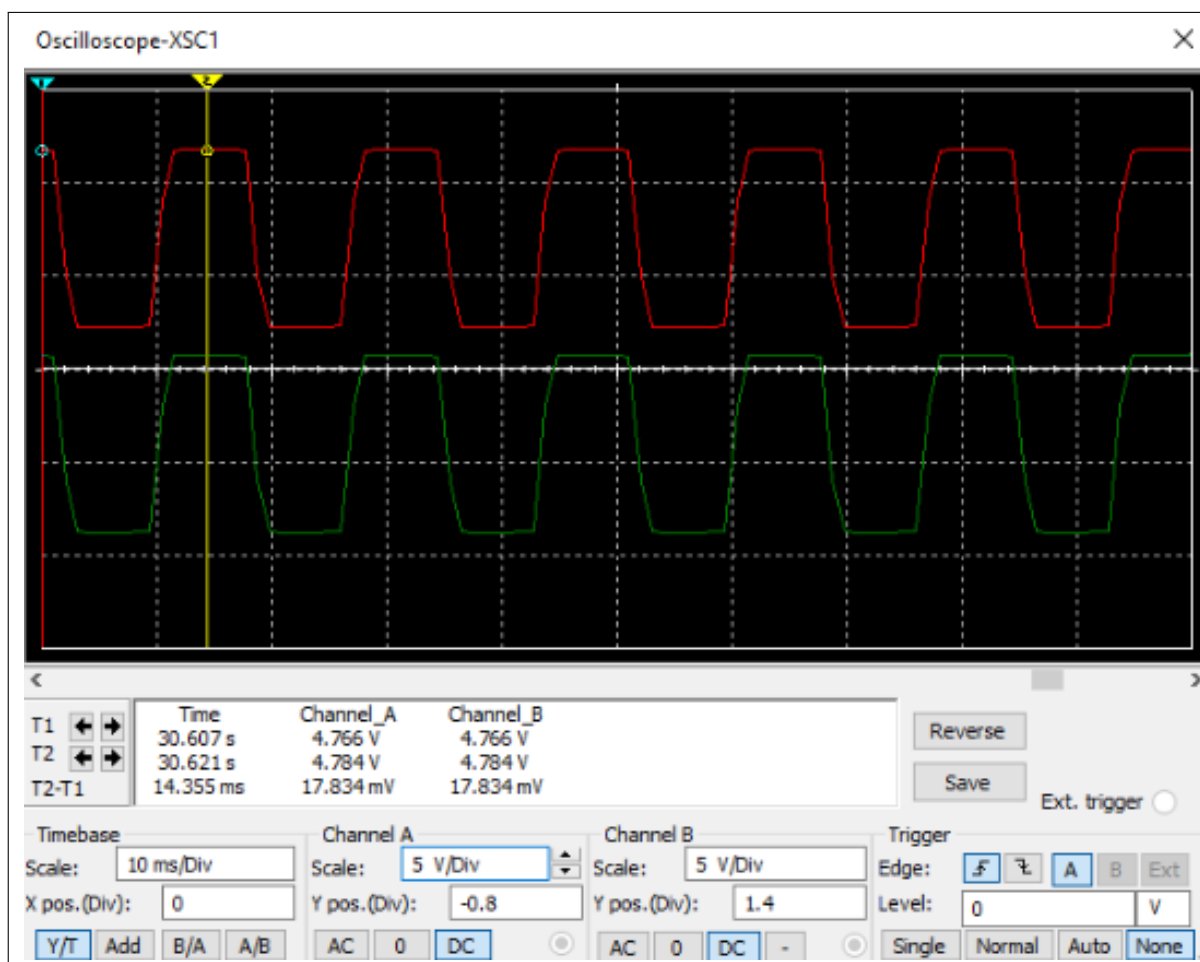 Oscilloscope-XSC1
1 2
T1
T2
T2-T1
Time Channel_A Channel_B
30.607 s 4.766 V 4.766 V
30.621 s 4.784 V 4.784 V
14.355 ms 17.834 mV 17.834 mV
Reverse
Save
Ext. trigger
Timebase
Scale: 10 ms/Div
X pos.(Div): 0
Y/T Add B/A A/B
Channel A
Scale: 5 V/Div
Y pos.(Div): -0.8
AC 0 DC
Channel B
Scale: 5 V/Div
Y pos.(Div): 1.4
AC 0 DC -
Trigger
Edge: A B Ext
Level: 0 V
Single Normal Auto None